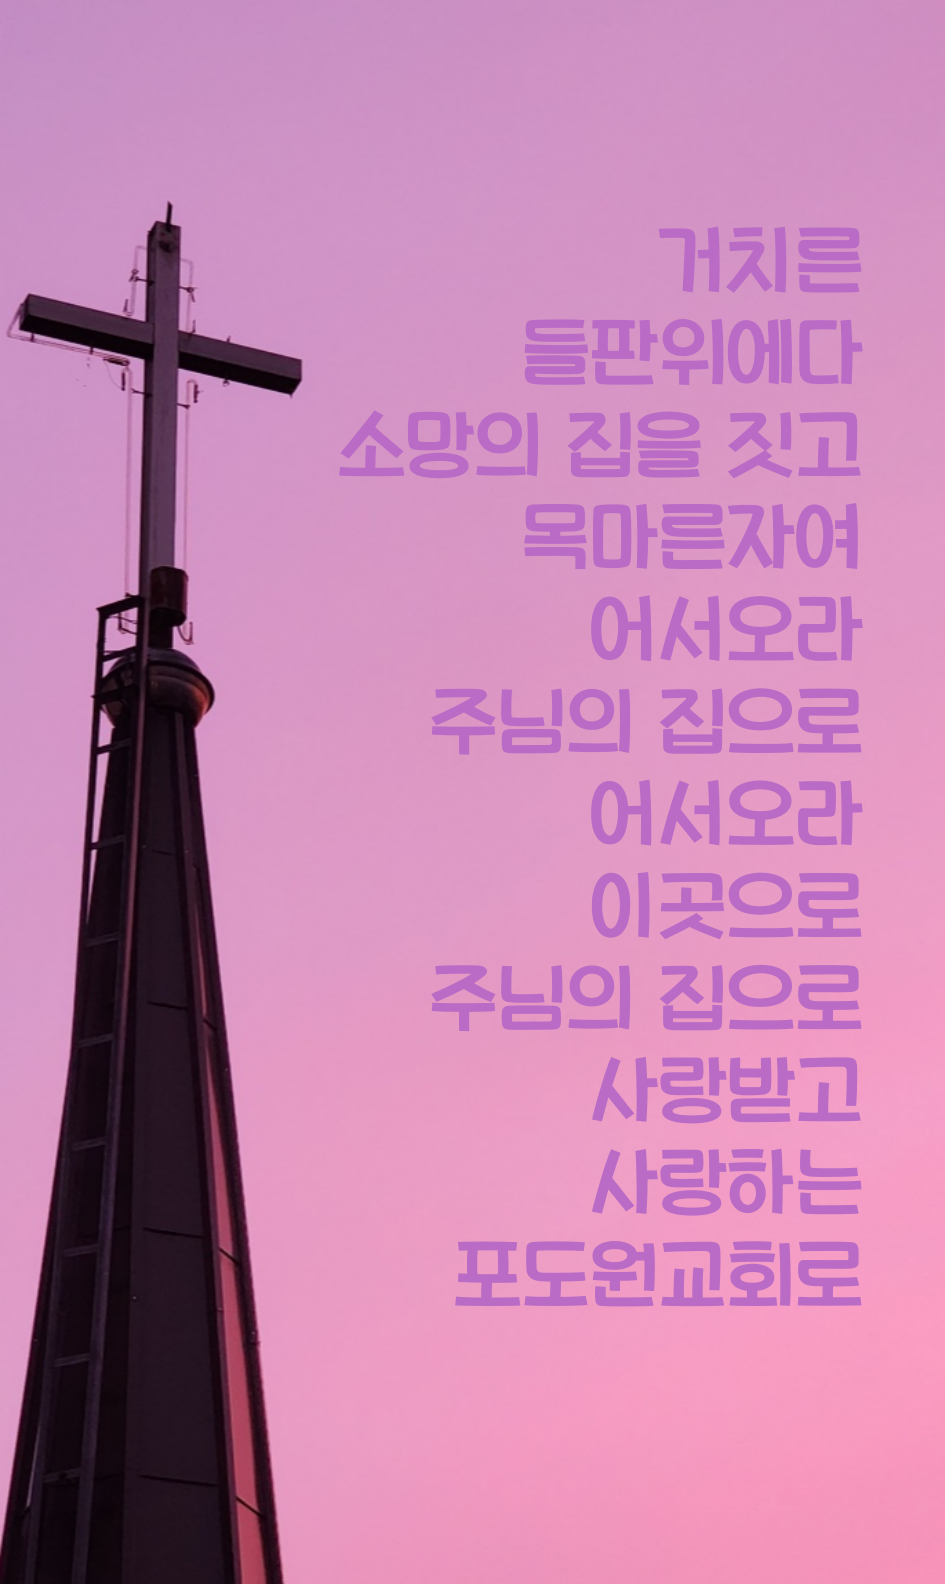 거치른
들판위에다
소망의 집을 짓고
목마른자여
어서오라
주님의 집으로
어서오라
이곳으로
주님의 집으로
사랑받고
사랑하는
포도원교회로